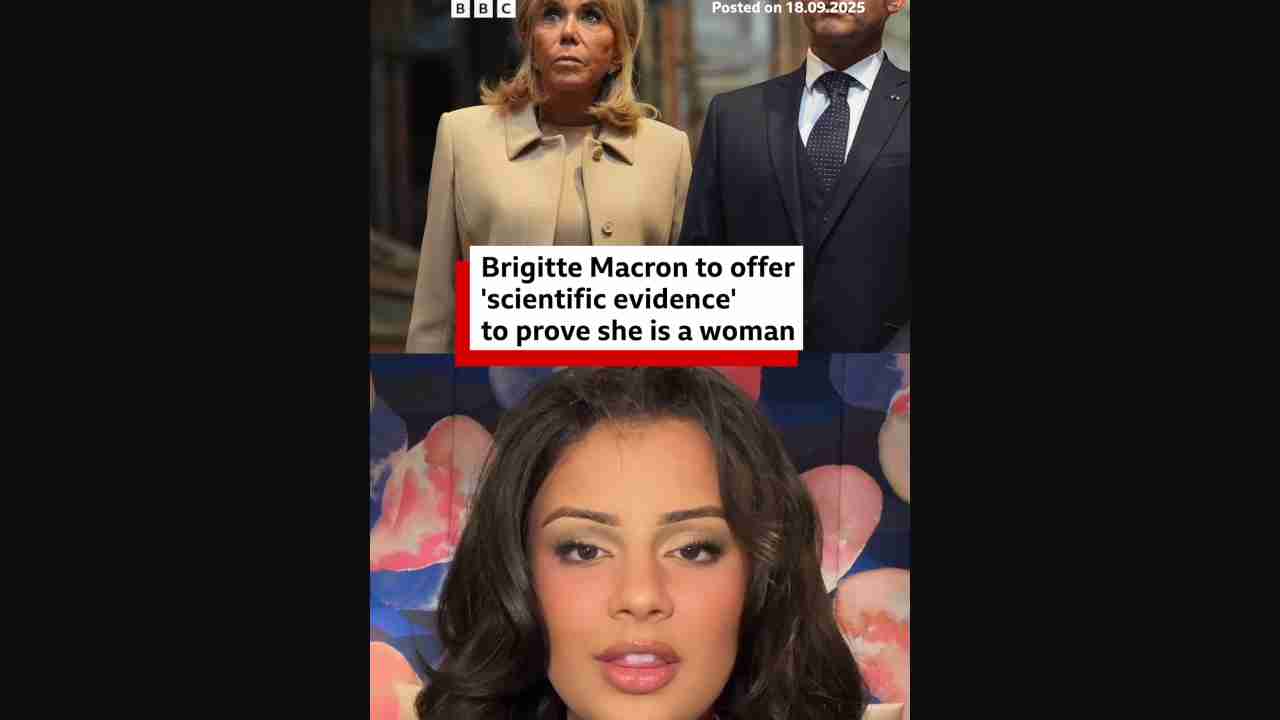 BBC
Posted on 18.09.2025
Brigitte Macron to offer
'scientific evidence'
to prove she is a woman